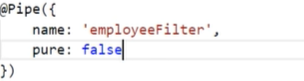 @Pipe({
name: 'employeeFilter',
pure: false
})